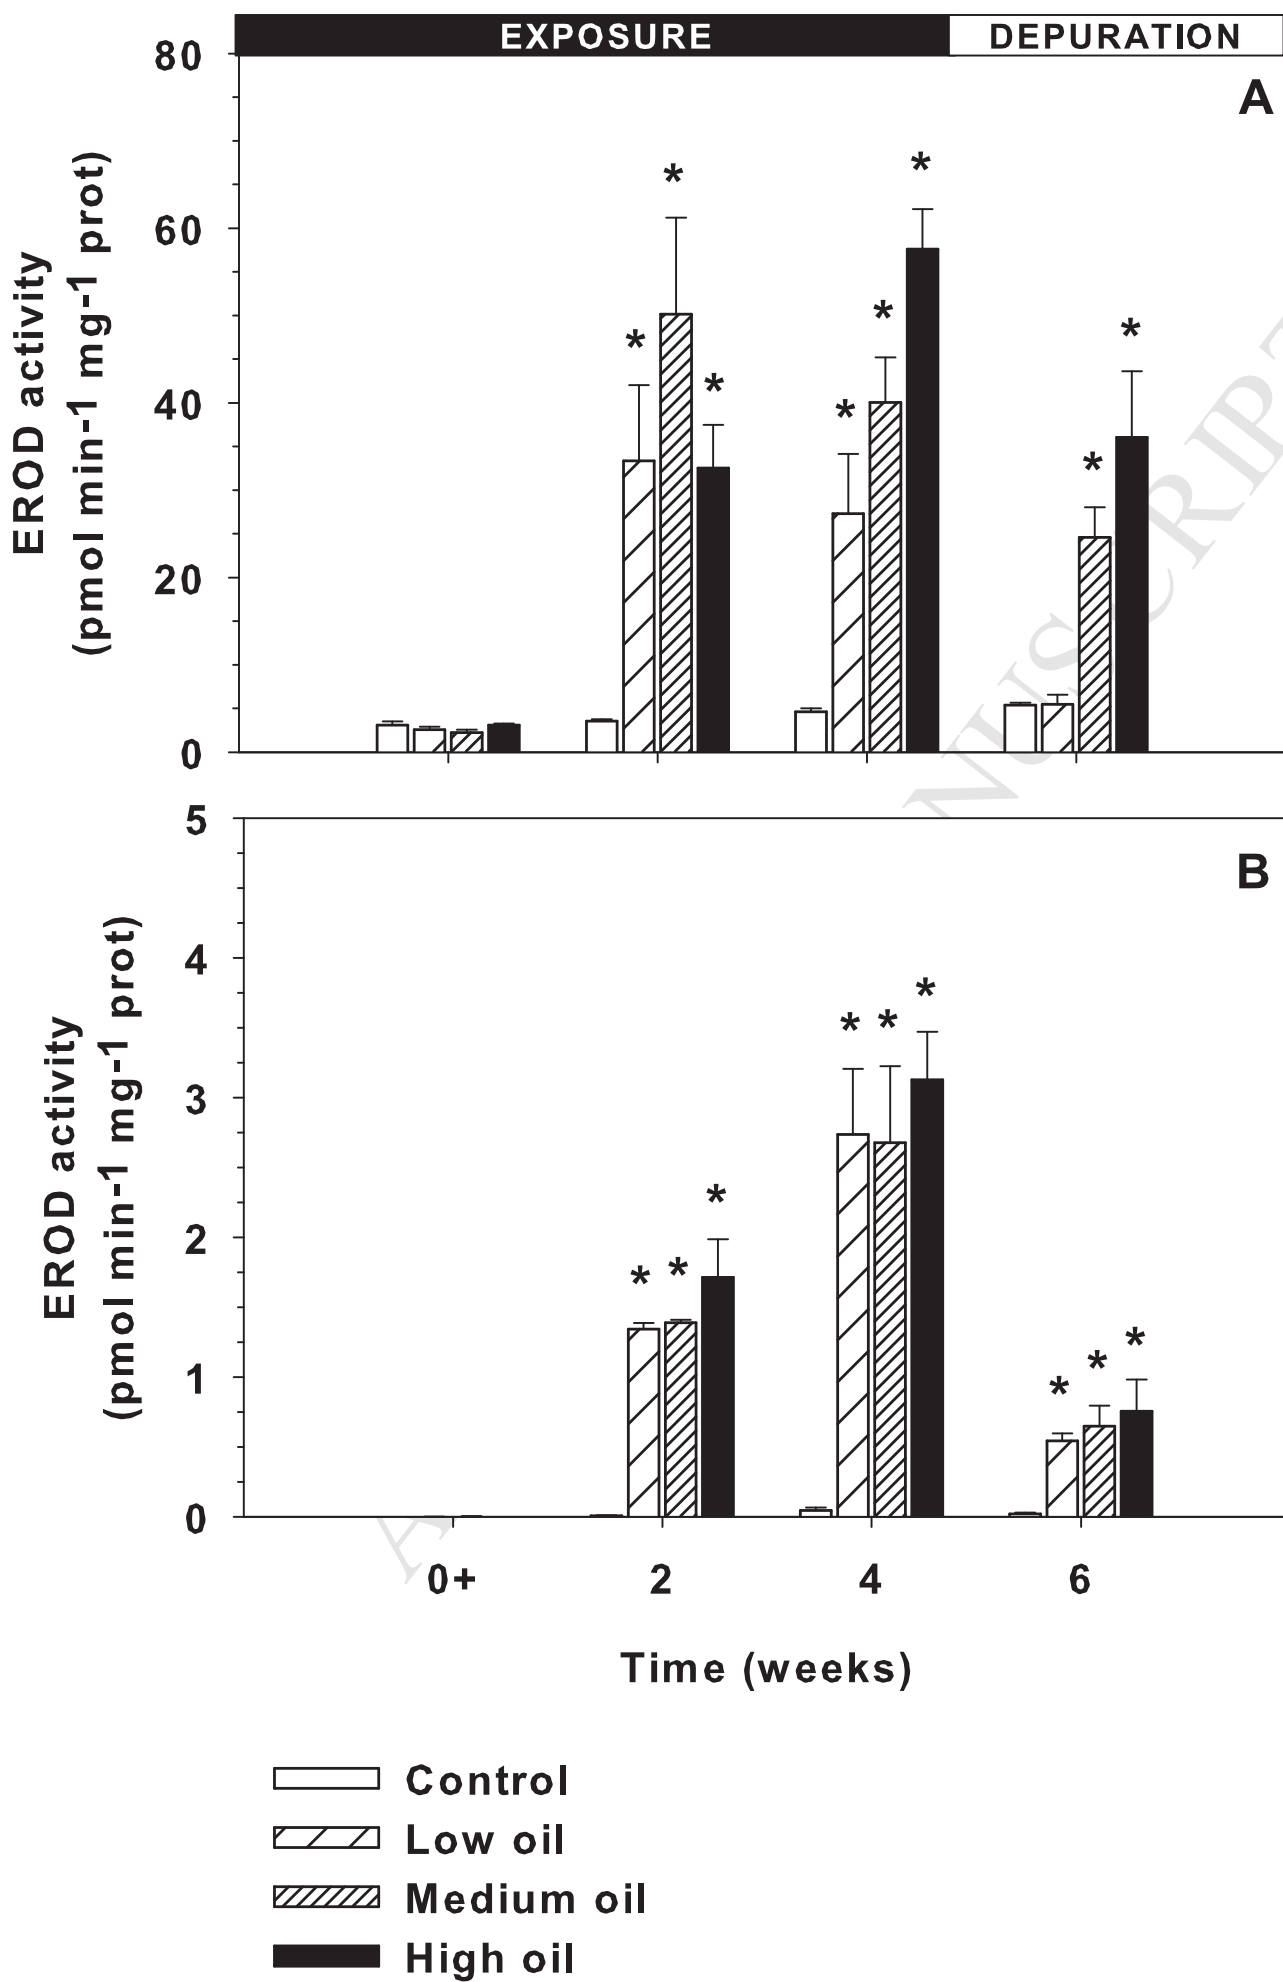 EXPOSURE DEPURATION
A
80
60
40
20
0
EROD activity
(pmol min-1 mg-1 prot)
* * * * * * * *
B
5
4
3
2
1
0
EROD activity
(pmol min-1 mg-1 prot)
* * * * * * * * *
0+ 2 4 6
Time (weeks)
Control
Low oil
Medium oil
High oil